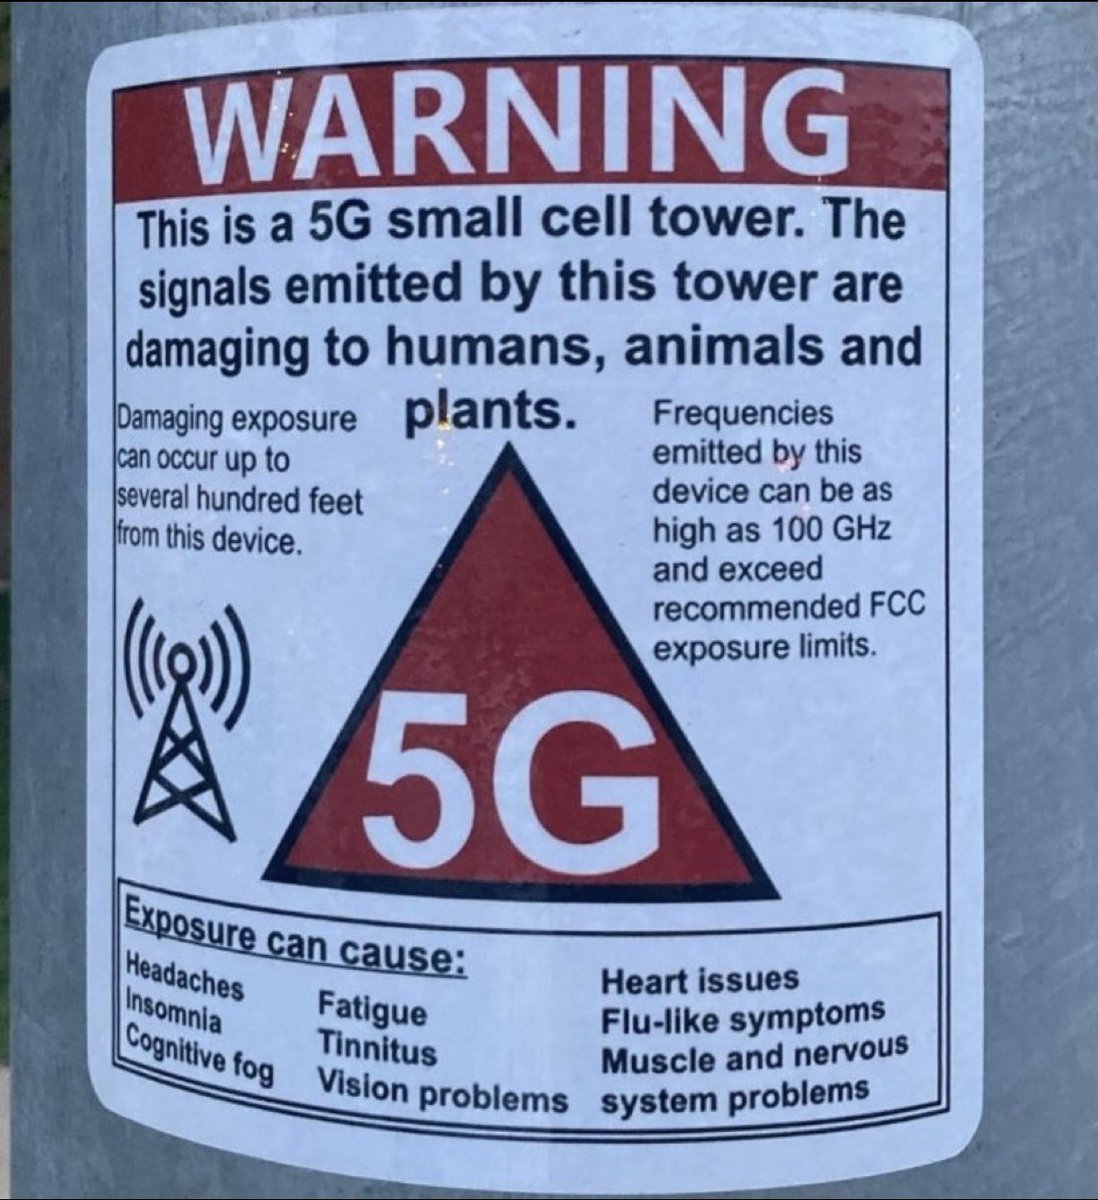 WARNING
This is a 5G small cell tower. The
signals emitted by this tower are
damaging to humans, animals and
plants.
Damaging exposure
can occur up to
several hundred feet
from this device.
Frequencies
emitted by this
device can be as
high as 100 GHz
and exceed
recommended FCC
exposure limits.
5G
Exposure can cause:
Headaches
Insomnia
Cognitive fog
Fatigue
Tinnitus
Vision problems
Heart issues
Flu-like symptoms
Muscle and nervous
system problems